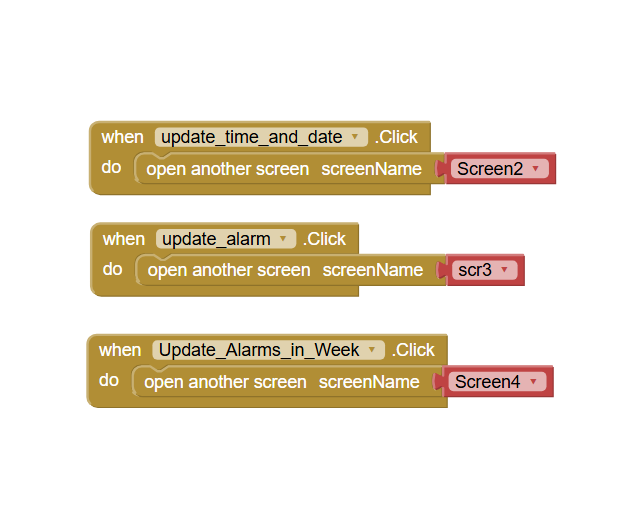 when update_time_and_date .Click
do open another screen screenName Screen2
when update_alarm .Click
do open another screen screenName scr3
when Update_Alarms_in_Week .Click
do open another screen screenName Screen4